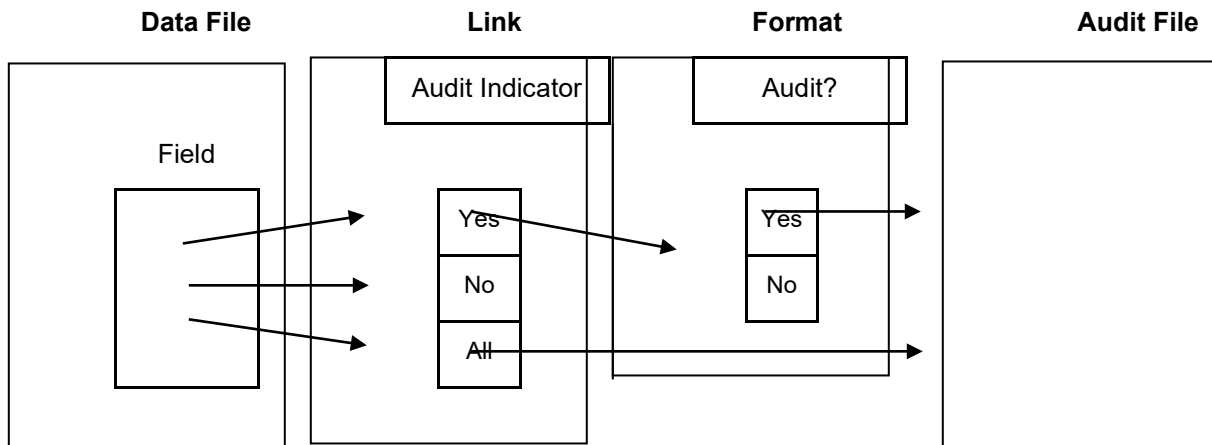 Data File
Link
Format
Audit File
Audit Indicator
Audit?
Field
Yes
No
All
Yes
No